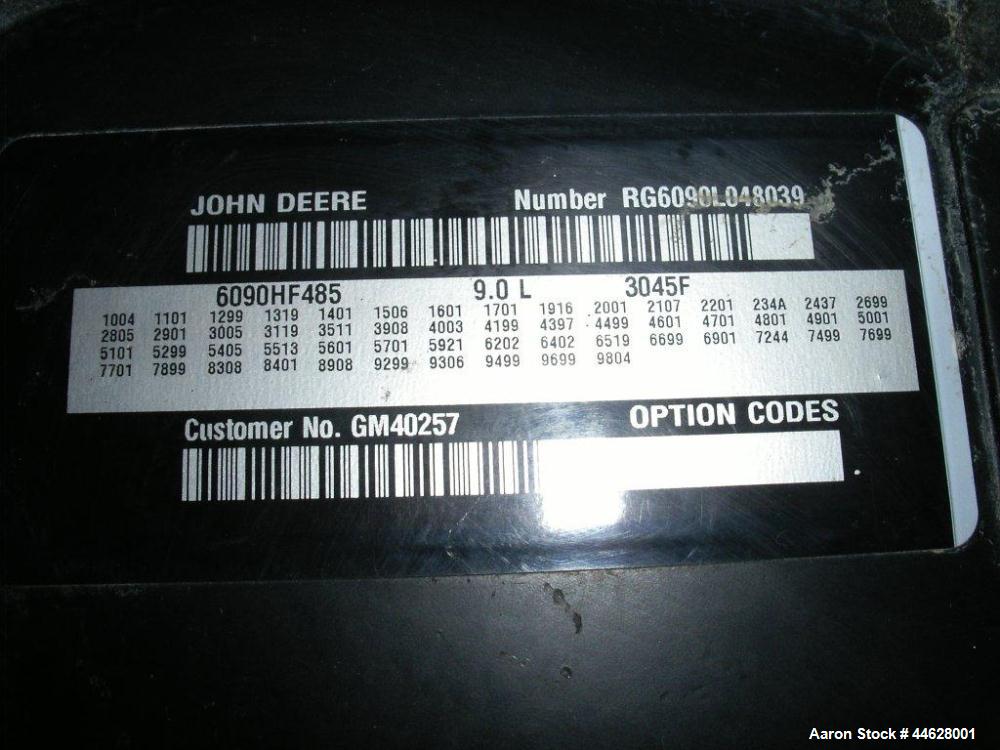 JOHN DEERE Number RG6090L048039
6090HF485 9.0 L 3045F
1004 1101 1299 1319 1401 1506 1601 1701 1916 2001 2107 2201 234A 2437 2699
2805 2901 3005 3119 3511 3908 4003 4199 4397 4499 4601 4701 4801 4901 5001
5101 5299 5405 5513 5601 5701 5921 6202 6402 6519 6699 6901 7244 7499 7699
7701 7899 8308 8401 8908 9299 9306 9499 9699 9804
Customer No. GM40257 OPTION CODES
Aaron Stock # 44628001